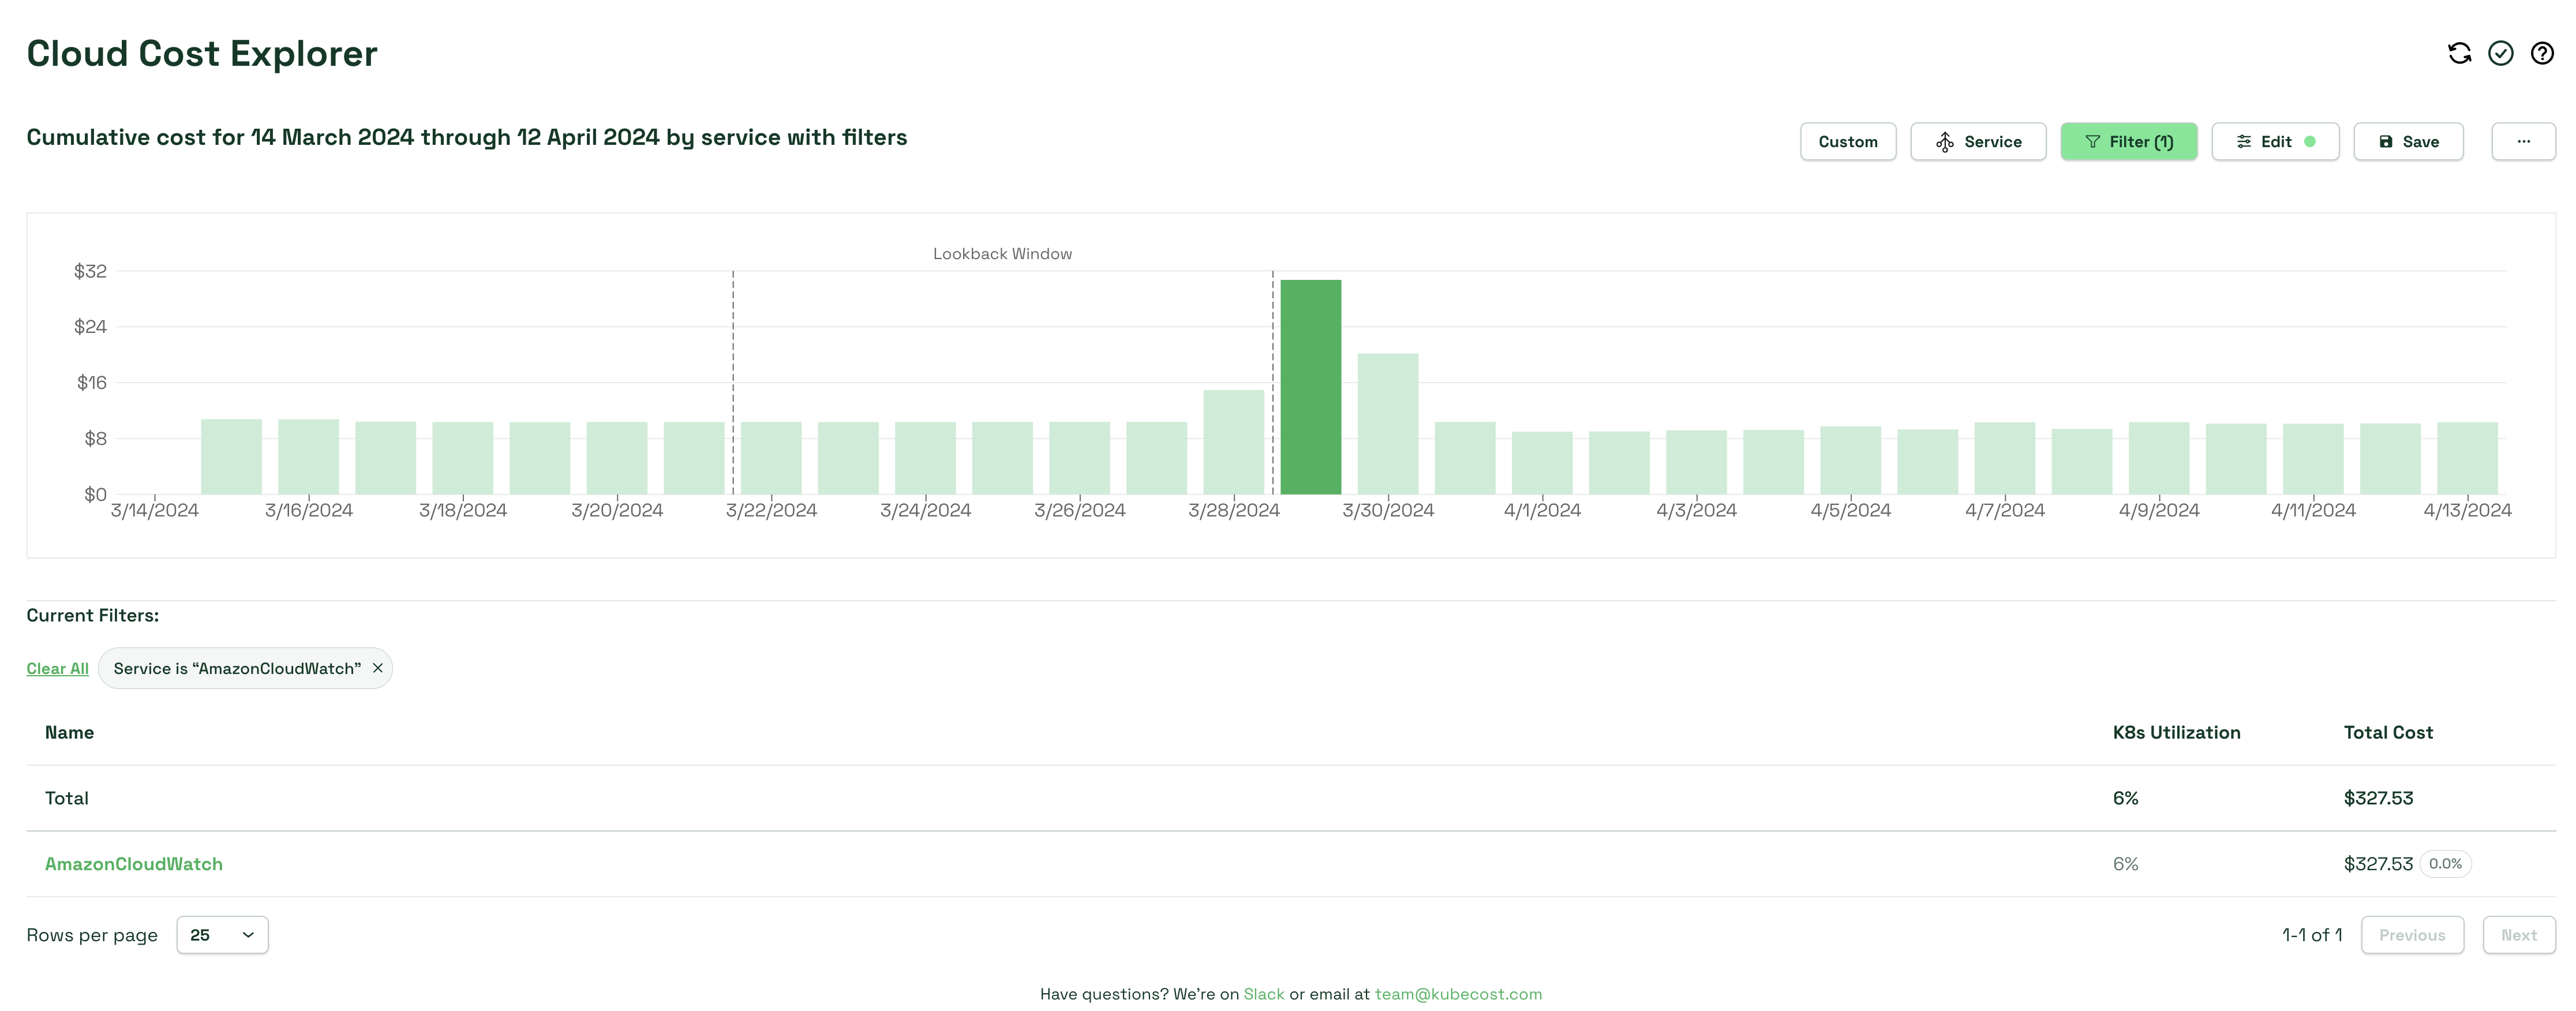 Cloud Cost Explorer
Cumulative cost for 14 March 2024 through 12 April 2024 by service with filters
Custom
Service
Filter (1)
Edit
Save
...
Lookback Window
$32
$24
$16
$8
$0
3/14/2024 3/16/2024 3/18/2024 3/20/2024 3/22/2024 3/24/2024 3/26/2024 3/28/2024 3/30/2024 4/1/2024 4/3/2024 4/5/2024 4/7/2024 4/9/2024 4/11/2024 4/13/2024
Current Filters:
Clear All Service is “AmazonCloudWatch”
Name K8s Utilization Total Cost
Total 6% $327.53
AmazonCloudWatch 6% $327.53 0.0%
Rows per page 25 1-1 of 1 Previous Next
Have questions? We’re on Slack or email at team@kubecost.com